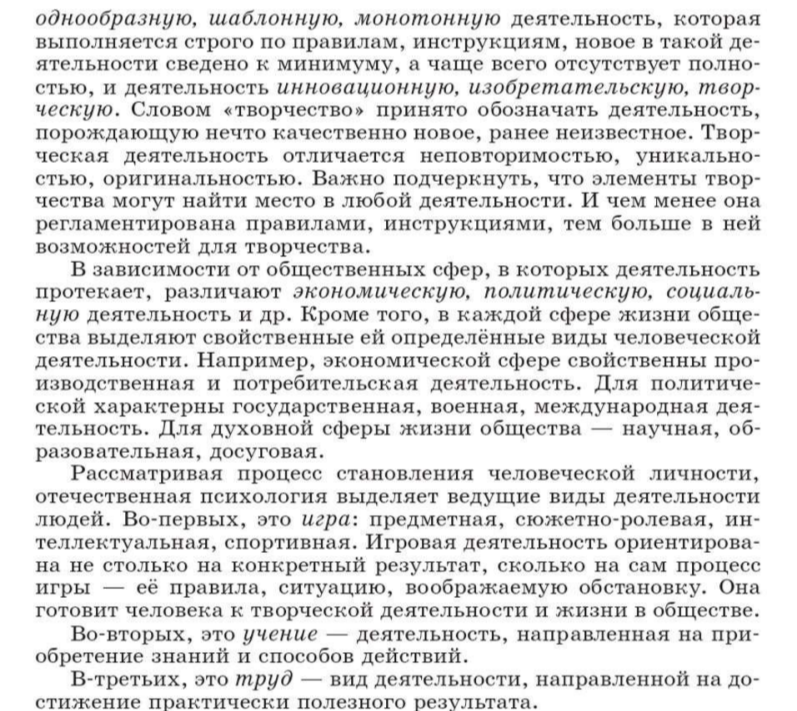 однообразную, шаблонную, монотонную деятельность, которая
выполняется строго по правилам, инструкциям, новое в такой де-
ятельности сведено к минимуму, а чаще всего отсутствует полно-
стью, и деятельность инновационную, изобретательскую, твор-
ческую. Словом «творчество» принято обозначать деятельность,
порождающую нечто качественно новое, ранее неизвестное. Твор-
ческая деятельность отличается неповторимостью, уникально-
стью, оригинальностью. Важно подчеркнуть, что элементы твор-
чества могут найти место в любой деятельности. И чем менее она
регламентирована правилами, инструкциями, тем больше в ней
возможностей для творчества.
В зависимости от общественных сфер, в которых деятельность
протекает, различают экономическую, политическую, социаль-
ную деятельность и др. Кроме того, в каждой сфере жизни обще-
ства выделяют свойственные ей определённые виды человеческой
деятельности. Например, экономической сфере свойственны про-
изводственная и потребительская деятельность. Для политиче-
ской характерны государственная, военная, международная дея-
тельность. Для духовной сферы жизни общества — научная, об-
разовательная, досуговая.
Рассматривая процесс становления человеческой личности,
отечественная психология выделяет ведущие виды деятельности
людей. Во-первых, это игра: предметная, сюжетно-ролевая, ин-
теллектуальная, спортивная. Игровая деятельность ориентирова-
на не столько на конкретный результат, сколько на сам процесс
игры — её правила, ситуацию, воображаемую обстановку. Она
готовит человека к творческой деятельности и жизни в обществе.
Во-вторых, это учение — деятельность, направленная на при-
обретение знаний и способов действий.
В-третьих, это труд — вид деятельности, направленной на до-
стижение практически полезного результата.